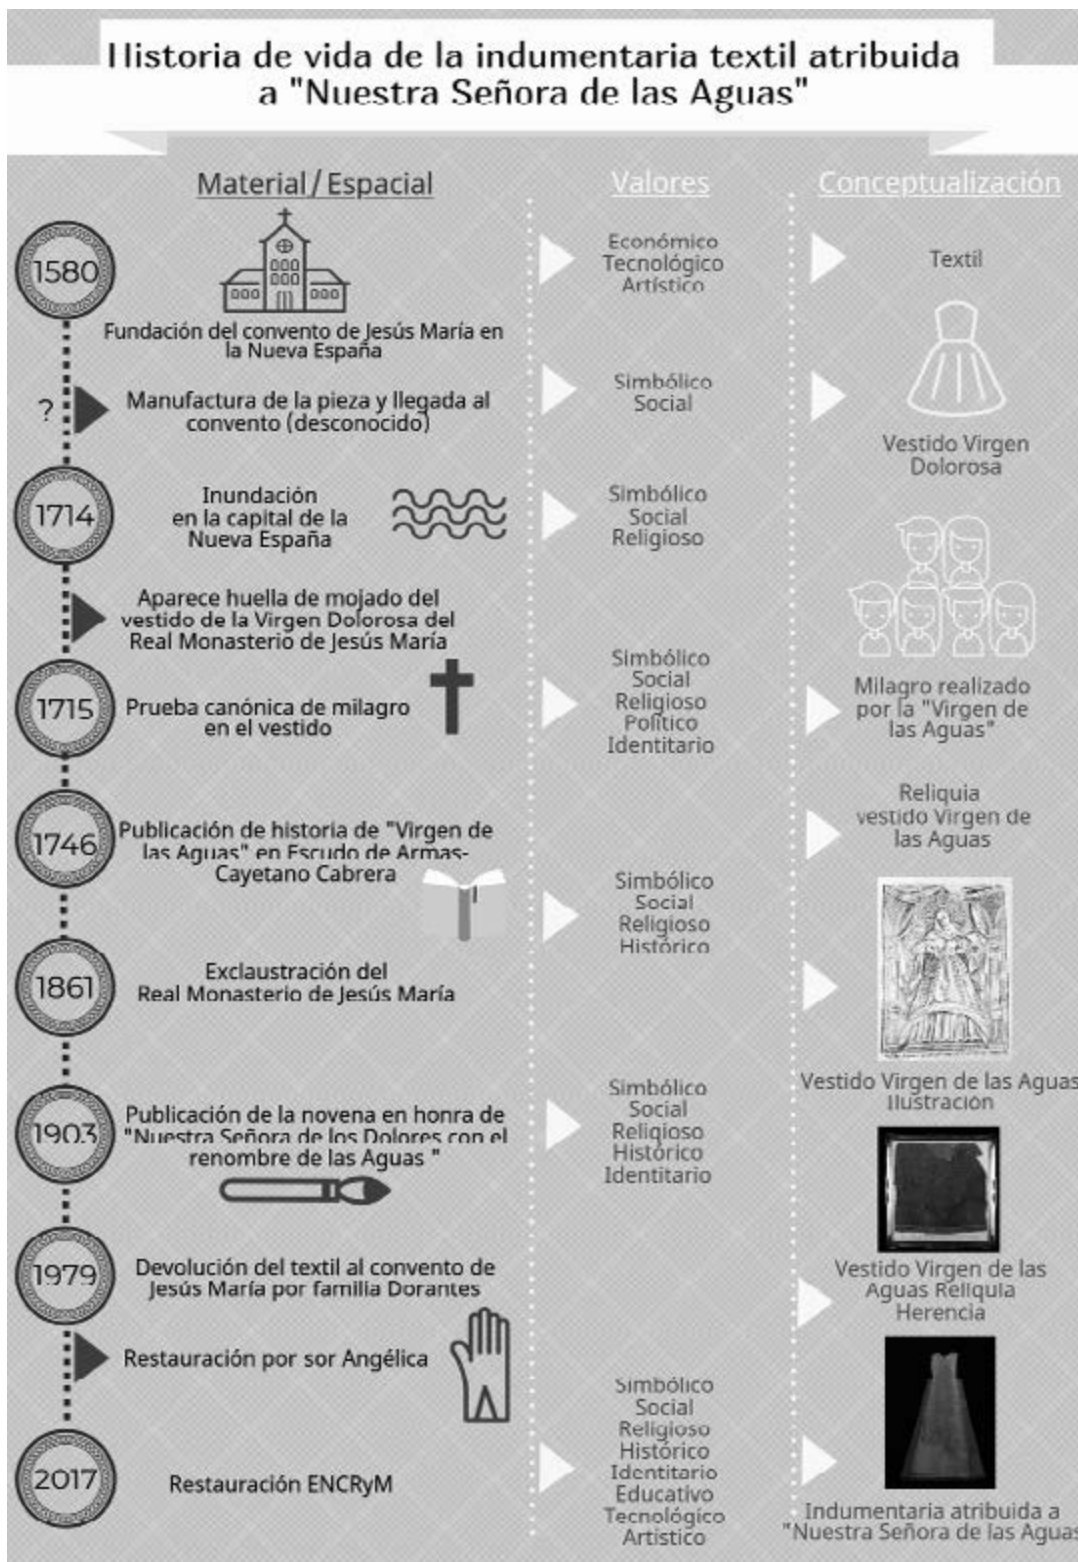 Historia de vida de la indumentaria textil atribuida
a "Nuestra Señora de las Aguas"
Material / Espacial
Valores
Conceptualización
1580
Fundación del convento de Jesús María en
la Nueva España
Económico
Tecnológico
Artístico
Textil
?
Manufactura de la pieza y llegada al
convento (desconocido)
Simbólico
Social
Vestido Virgen
Dolorosa
1714
Inundación
en la capital de la
Nueva España
Simbólico
Social
Religioso
Aparece huella de mojado del
vestido de la Virgen Dolorosa del
Real Monasterio de Jesús María
1715
Prueba canónica de milagro
en el vestido
Simbólico
Social
Religioso
Político
Identitario
Milagro realizado
por la "Virgen de
las Aguas"
Reliquia
vestido Virgen de
las Aguas
1746
Publicación de historia de "Virgen de
las Aguas" en Escudo de Armas-
Cayetano Cabrera
Simbólico
Social
Religioso
Histórico
1861
Exclaustración del
Real Monasterio de Jesús María
Vestido Virgen de las Aguas
Ilustración
1903
Publicación de la novena en honra de
"Nuestra Señora de los Dolores con el
renombre de las Aguas "
Simbólico
Social
Religioso
Histórico
Identitario
1979
Devolución del textil al convento de
Jesús María por familia Dorantes
Vestido Virgen de las
Aguas Reliquia
Herencia
Restauración por sor Angélica
2017
Restauración ENCRyM
Simbólico
Social
Religioso
Histórico
Identitario
Educativo
Tecnológico
Artístico
Indumentaria atribuida a
"Nuestra Señora de las Aguas